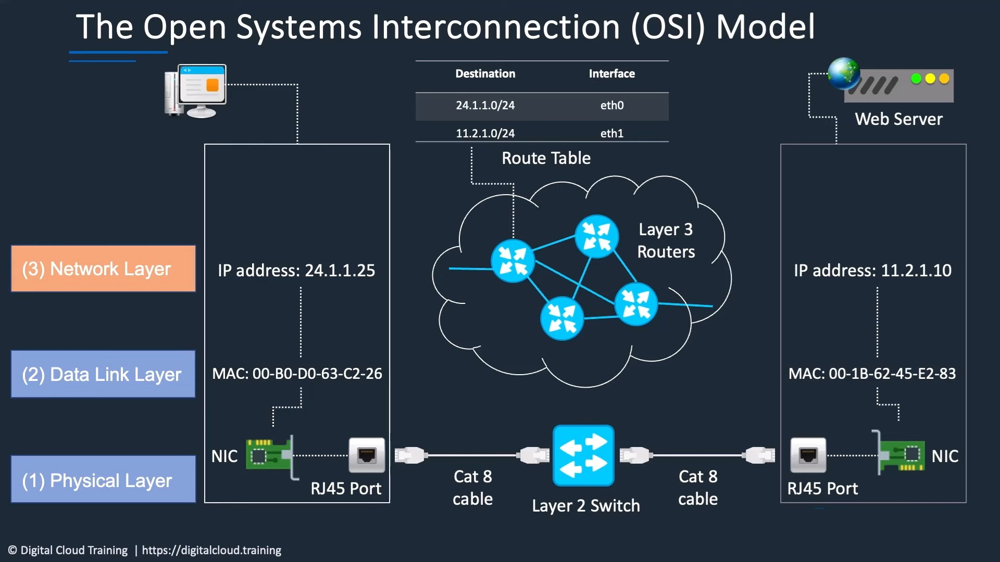 The Open Systems Interconnection (OSI) Model
Destination Interface
24.1.1.0/24 eth0
11.2.1.0/24 eth1
Route Table
Web Server
Layer 3
Routers
(3) Network Layer
IP address: 24.1.1.25
IP address: 11.2.1.10
(2) Data Link Layer
MAC: 00-B0-D0-63-C2-26
MAC: 00-1B-62-45-E2-83
(1) Physical Layer
NIC
RJ45 Port
Cat 8
cable
Layer 2 Switch
Cat 8
cable
RJ45 Port
NIC
© Digital Cloud Training | https://digitalcloud.training